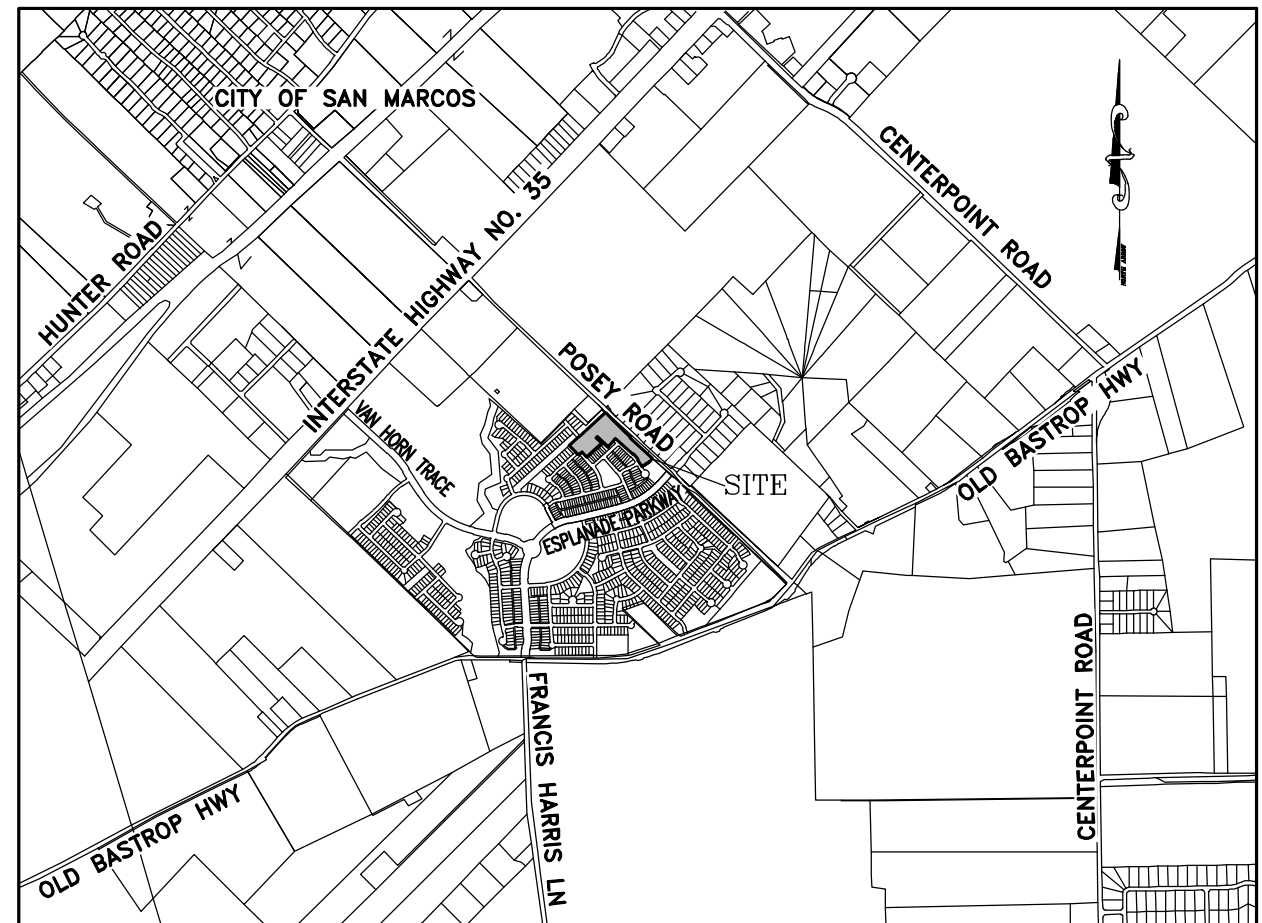 CITY OF SAN MARCOS
CENTERPOINT ROAD
HUNTER ROAD
INTERSTATE HIGHWAY NO. 35
POSEY ROAD
VAN HORN TRACE
OLD BASTROP HWY
SITE
ESPLANADE PARKWAY
CENTERPOINT ROAD
FRANCIS HARRIS LN
OLD BASTROP HWY